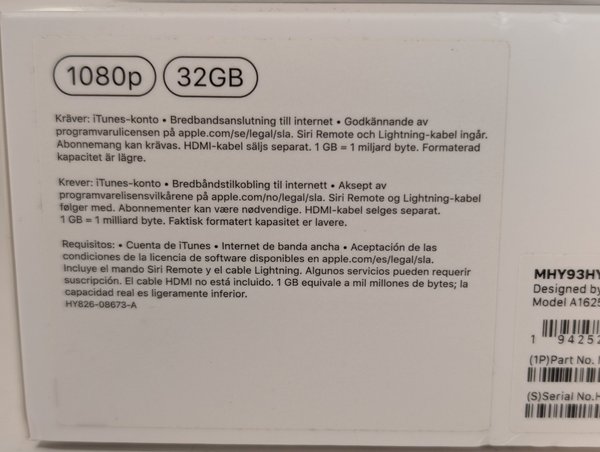 1080p 32GB
Kräver: iTunes-konto • Bredbandsanslutning till internet • Godkännande av
programvarulicensen på apple.com/se/legal/sla. Siri Remote och Lightning-kabel ingår.
Abonnemang kan krävas. HDMI-kabel säljs separat. 1 GB = 1 miljard byte. Formaterad
kapacitet är lägre.
Krever: iTunes-konto • Bredbåndstilkobling til internett • Aksept av
programvarelisensvilkårene på apple.com/no/legal/sla. Siri Remote og Lightning-kabel
følger med. Abonnementer kan være nødvendige. HDMI-kabel selges separat.
1 GB = 1 milliard byte. Faktisk formatert kapasitet er lavere.
Requisitos: • Cuenta de iTunes • Internet de banda ancha • Aceptación de las
condiciones de la licencia de software disponibles en apple.com/es/legal/sla.
Incluye el mando Siri Remote y el cable Lightning. Algunos servicios pueden requerir
suscripción. El cable HDMI no está incluido. 1 GB equivale a mil millones de bytes; la
capacidad real es ligeramente inferior.
HY826-08673-A
MHY93HY
Designed by
Model A1625
1 94252
(1P)Part No.
(S)Serial No.H